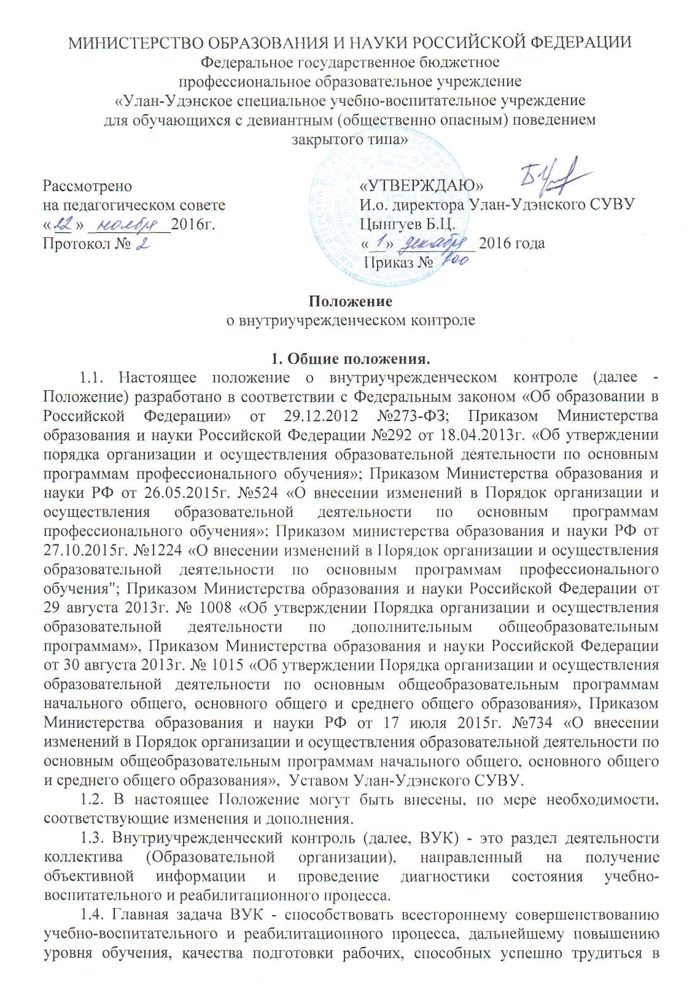 МИНИСТЕРСТВО ОБРАЗОВАНИЯ И НАУКИ РОССИЙСКОЙ ФЕДЕРАЦИИ
Федеральное государственное бюджетное
профессиональное образовательное учреждение
«Улан-Удэнское специальное учебно-воспитательное учреждение
для обучающихся с девиантным (общественно опасным) поведением
закрытого типа»
Рассмотрено
на педагогическом совете
«22» ноября 2016г.
Протокол № 2
«УТВЕРЖДАЮ»
И.о. директора Улан-Удэнского СУВУ
Цынгуев Б.Ц.
«1» декабря 2016 года
Приказ № 100
Положение
о внутриучрежденческом контроле
1. Общие положения.
1.1. Настоящее положение о внутриучрежденческом контроле (далее -
Положение) разработано в соответствии с Федеральным законом «Об образовании в
Российской Федерации» от 29.12.2012 №273-ФЗ; Приказом Министерства
образования и науки Российской Федерации №292 от 18.04.2013г. «Об утверждении
порядка организации и осуществления образовательной деятельности по основным
программам профессионального обучения»; Приказом Министерства образования и
науки РФ от 26.05.2015г. №524 «О внесении изменений в Порядок организации и
осуществления образовательной деятельности по основным программам
профессионального обучения»; Приказом министерства образования и науки РФ от
27.10.2015г. №1224 «О внесении изменений в Порядок организации и осуществления
образовательной деятельности по основным программам профессионального
обучения"; Приказом Министерства образования и науки Российской Федерации от
29 августа 2013г. № 1008 «Об утверждении Порядка организации и осуществления
образовательной деятельности по дополнительным общеобразовательным
программам», Приказом Министерства образования и науки Российской Федерации
от 30 августа 2013г. № 1015 «Об утверждении Порядка организации и осуществления
образовательной деятельности по основным общеобразовательным программам
начального общего, основного общего и среднего общего образования», Приказом
Министерства образования и науки РФ от 17 июля 2015г. №734 «О внесении
изменений в Порядок организации и осуществления образовательной деятельности по
основным общеобразовательным программам начального общего, основного общего
и среднего общего образования», Уставом Улан-Удэнского СУВУ.
1.2. В настоящее Положение могут быть внесены, по мере необходимости,
соответствующие изменения и дополнения.
1.3. Внутриучрежденческий контроль (далее, ВУК) - это раздел деятельности
коллектива (Образовательной организации), направленный на получение
объективной информации и проведение диагностики состояния учебно-
воспитательного и реабилитационного процесса.
1.4. Главная задача ВУК - способствовать всестороннему совершенствованию
учебно-воспитательного и реабилитационного процесса, дальнейшему повышению
уровня обучения, качества подготовки рабочих, способных успешно трудиться в